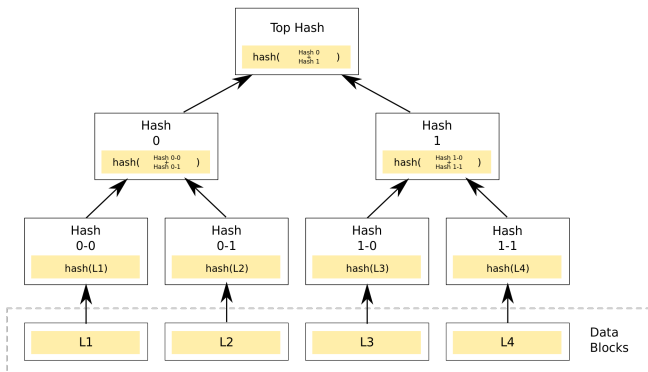 Top Hash
hash( Hash 0 + Hash 1 )
Hash
0
hash( Hash 0-0 + Hash 0-1 )
Hash
1
hash( Hash 1-0 + Hash 1-1 )
Hash
0-0
hash(L1)
Hash
0-1
hash(L2)
Hash
1-0
hash(L3)
Hash
1-1
hash(L4)
L1
L2
L3
L4
Data
Blocks